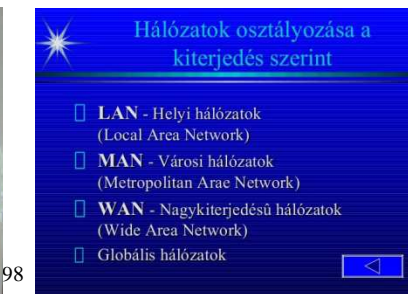 Hálózatok osztályozása a
kiterjedés szerint
LAN - Helyi hálózatok
(Local Area Network)
MAN - Városi hálózatok
(Metropolitan Arae Network)
WAN - Nagykiterjedésû hálózatok
(Wide Area Network)
Globális hálózatok
98